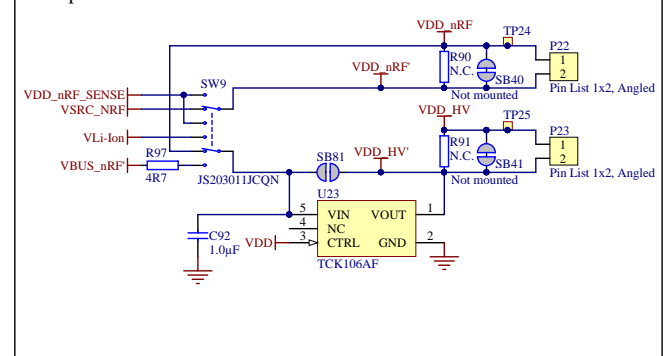 VDD_nRF
TP24
P22
VDD_nRF'
R90
N.C.
SB40
1
2
SW9
Not mounted
Pin List 1x2, Angled
VDD_nRF_SENSE
VSRC_NRF
VDD_HV
TP25
P23
VLi-Ion
R91
N.C.
SB41
1
2
R97
SB81
VDD_HV'
VBUS_nRF'
4R7
JS203011JCQN
Not mounted
Pin List 1x2, Angled
U23
5 VIN VOUT 1
4 NC
C92
1.0µF
VDD
3 CTRL GND 2
TCK106AF